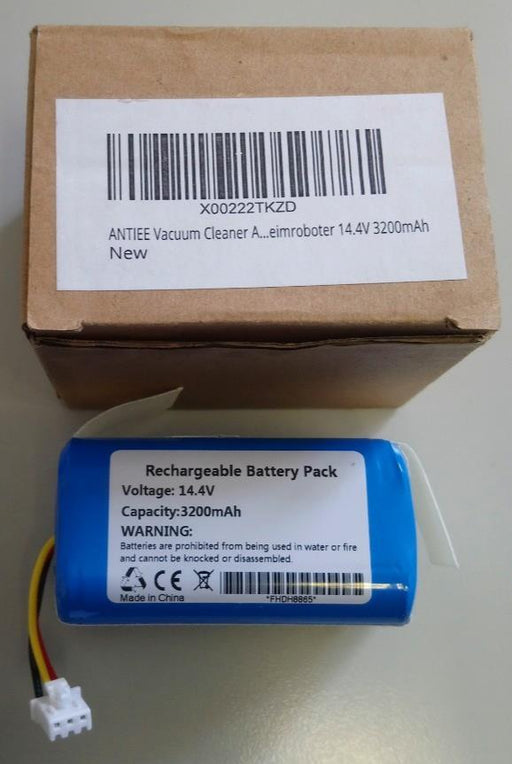 X00222TKZD
ANTIEE Vacuum Cleaner A...eimroboter 14.4V 3200mAh
New
Rechargeable Battery Pack
Voltage: 14.4V
Capacity:3200mAh
WARNING:
Batteries are prohibited from being used in water or fire
and cannot be knocked or disassembled.
CE
Made in China
*FHDH8865*